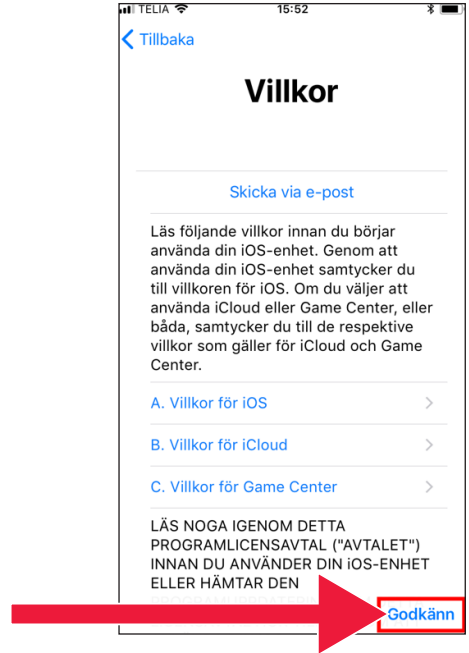 TELIA 15:52
Tillbaka
Villkor
Skicka via e-post
Läs följande villkor innan du börjar
använda din iOS-enhet. Genom att
använda din iOS-enhet samtycker du
till villkoren för iOS. Om du väljer att
använda iCloud eller Game Center, eller
båda, samtycker du till de respektive
villkor som gäller för iCloud och Game
Center.
A. Villkor för iOS
B. Villkor för iCloud
C. Villkor för Game Center
LÄS NOGA IGENOM DETTA
PROGRAMLICENSAVTAL ("AVTALET")
INNAN DU ANVÄNDER DIN iOS-ENHET
ELLER HÄMTAR DEN
Godkänn